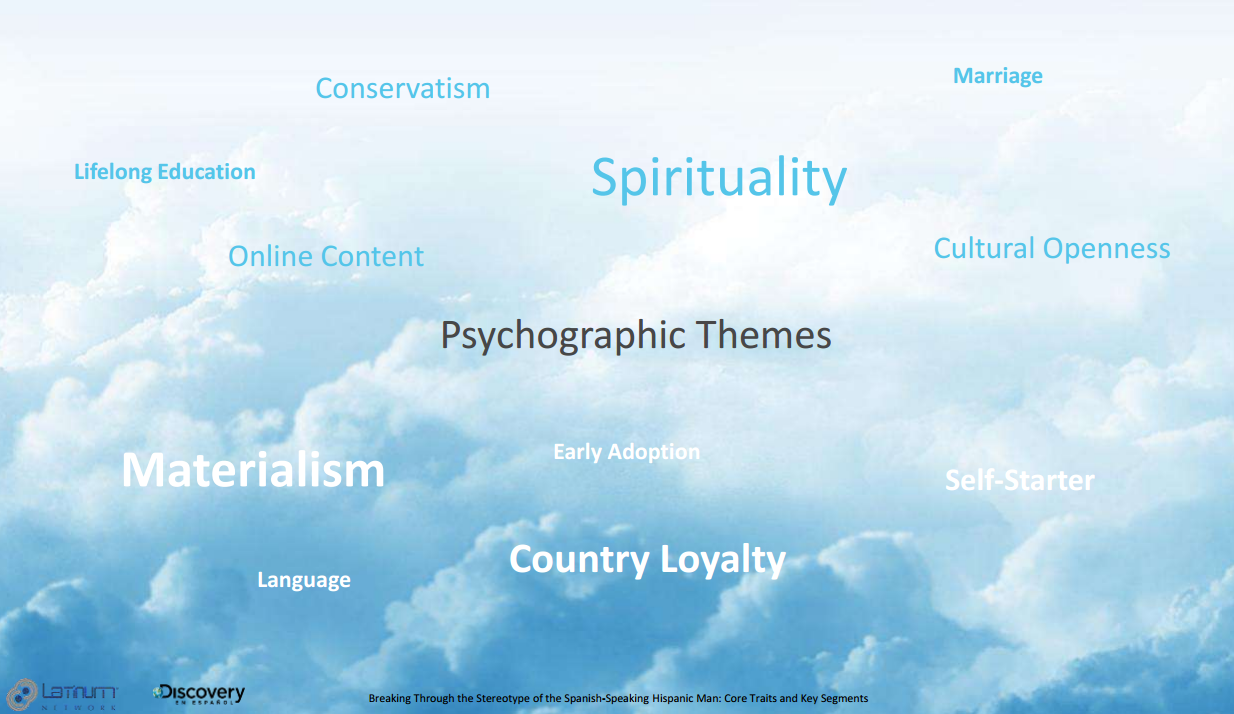 Conservatism
Marriage
Lifelong Education
Spirituality
Online Content
Cultural Openness
Psychographic Themes
Materialism
Early Adoption
Self-Starter
Country Loyalty
Language
LATINUM
NETWORK
Discovery
EN ESPAÑOL
Breaking Through the Stereotype of the Spanish-Speaking Hispanic Man: Core Traits and Key Segments